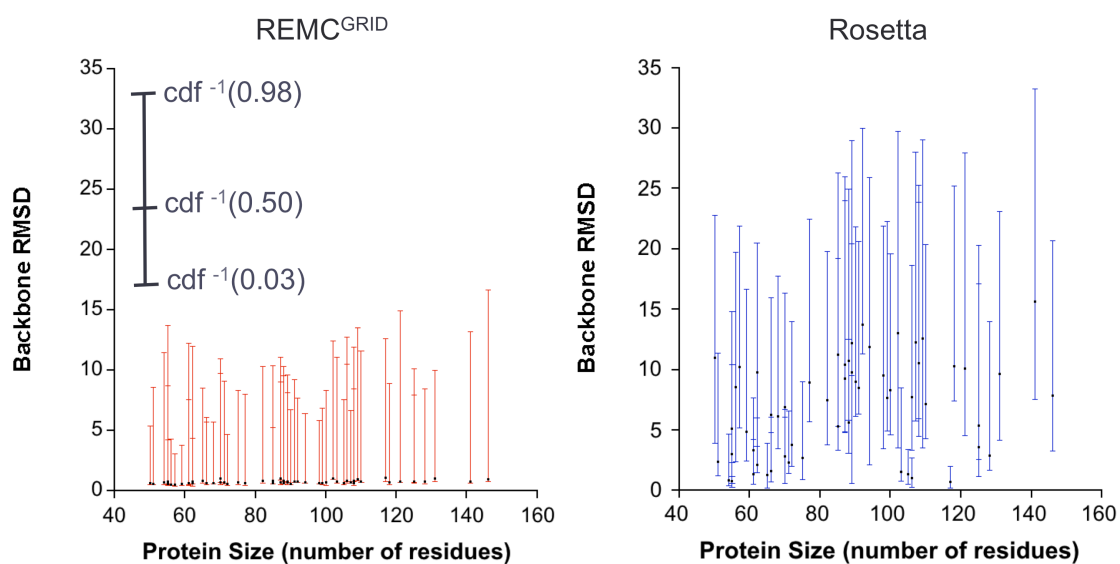 REMCGRID
Rosetta
35
30
25
20
15
10
5
0
cdf -1(0.98)
cdf -1(0.50)
cdf -1(0.03)
Backbone RMSD
40 60 80 100 120 140 160
Protein Size (number of residues)
35
30
25
20
15
10
5
0
Backbone RMSD
40 60 80 100 120 140 160
Protein Size (number of residues)